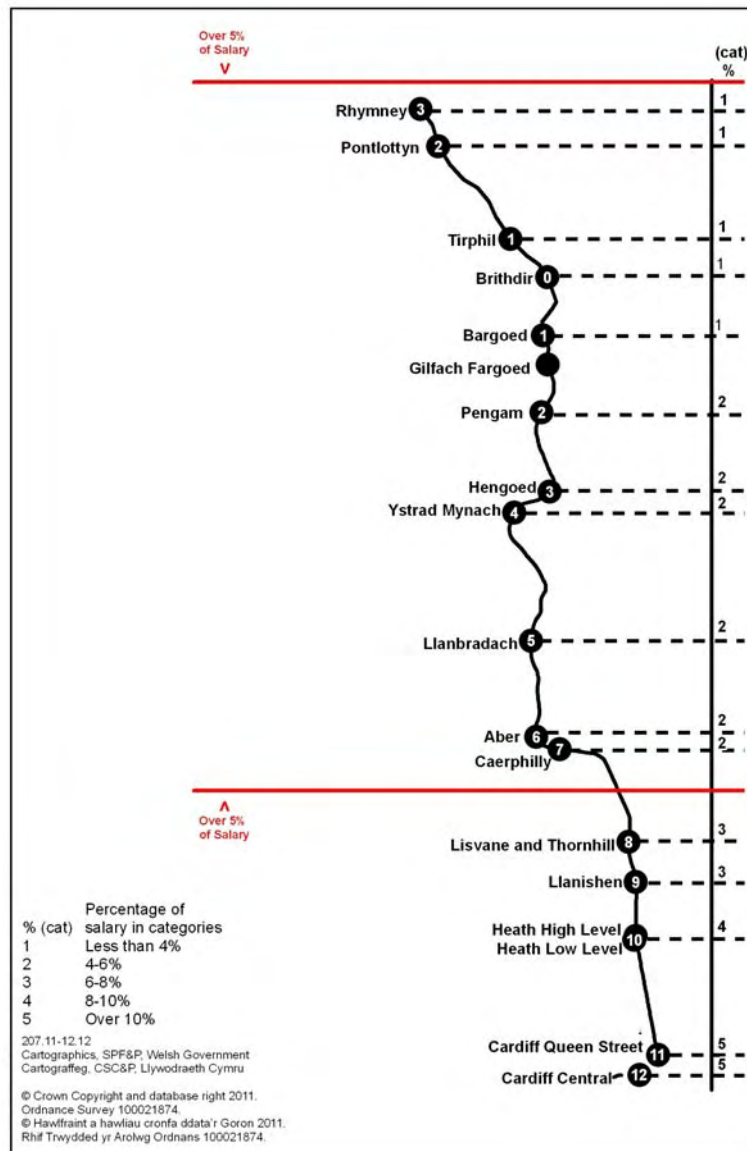 Over 5%
of Salary
V
(cat)
%
Rhymney 3 1
Pontlottyn 2 1
Tirphil 1 1
Brithdir 0 1
Bargoed 1 1
Gilfach Fargoed
Pengam 2 2
Hengoed 3 2
Ystrad Mynach 4 2
Llanbradach 5 2
Aber 6 2
Caerphilly 7 2
Λ
Over 5%
of Salary
Lisvane and Thornhill 8 3
Llanishen 9 3
Heath High Level
Heath Low Level 10 4
Cardiff Queen Street 11 5
Cardiff Central 12 5
Percentage of
% (cat) salary in categories
1 Less than 4%
2 4-6%
3 6-8%
4 8-10%
5 Over 10%
207.11-12.12
Cartographics, SPF&P, Welsh Government
Cartograffeg, CSC&P, Llywodraeth Cymru
© Crown Copyright and database right 2011.
Ordnance Survey 100021874.
© Hawlfraint a hawliau cronfa ddata'r Goron 2011.
Rhif Trwydded yr Arolwg Ordnans 100021874.